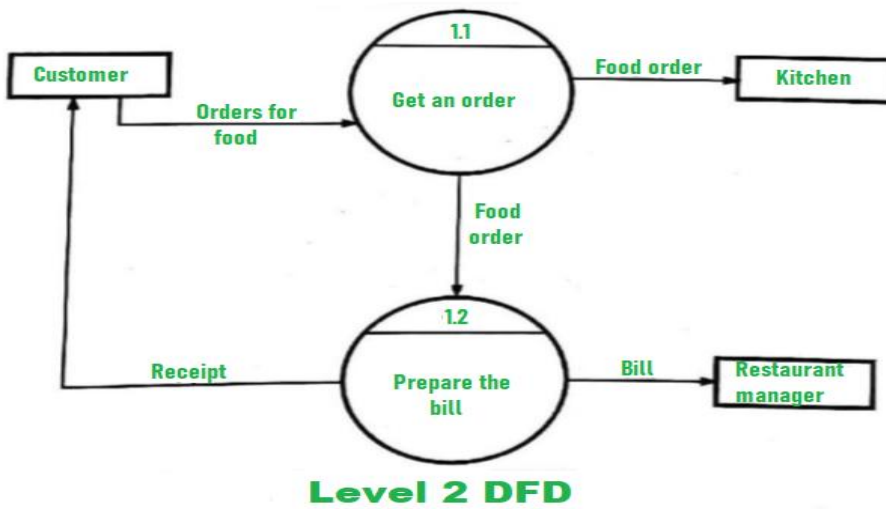 1.1
Customer
Food order
Kitchen
Get an order
Orders for
food
Food
order
1.2
Receipt
Prepare the
bill
Bill
Restaurant
manager
Level 2 DFD